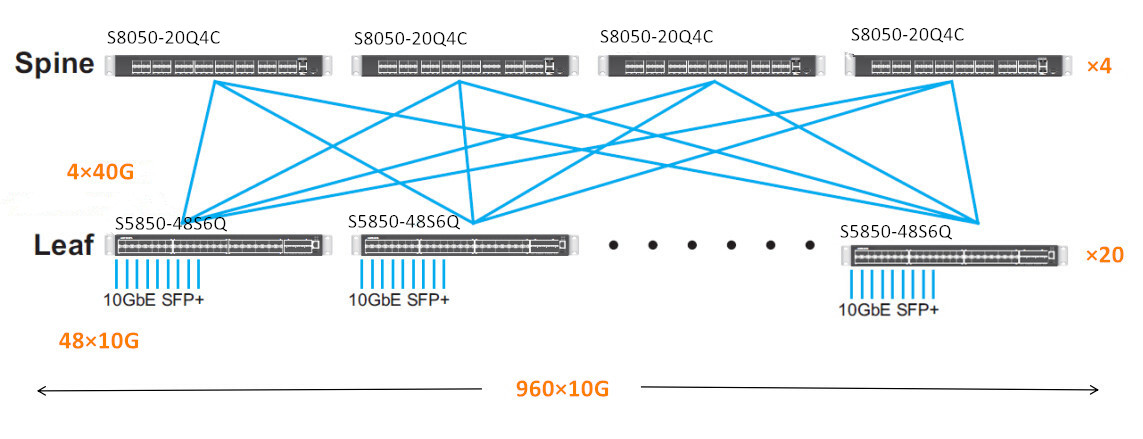 S8050-20Q4C
S8050-20Q4C
S8050-20Q4C
S8050-20Q4C
Spine
×4
4×40G
S5850-48S6Q
S5850-48S6Q
S5850-48S6Q
Leaf
×20
10GbE SFP+
10GbE SFP+
10GbE SFP+
48×10G
960×10G